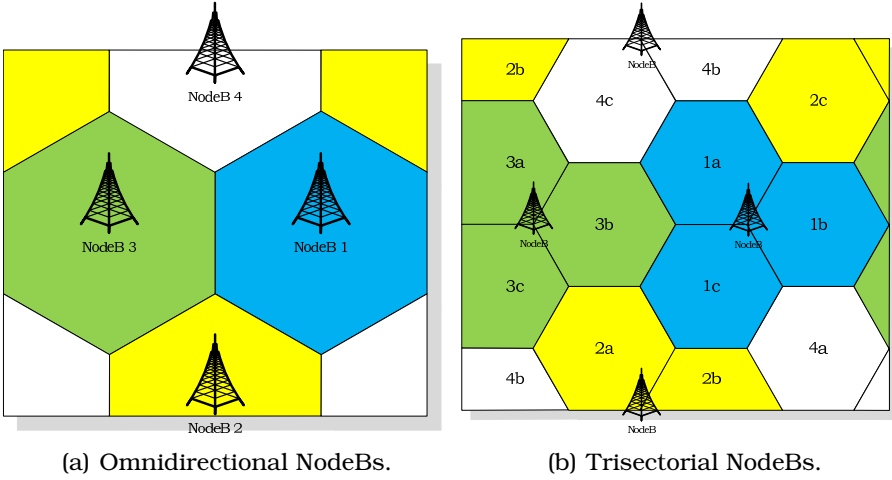 NodeB 4
NodeB 3
NodeB 1
NodeB 2
(a) Omnidirectional NodeBs.
NodeB
2b
4b
4c
2c
3a
1a
NodeB
3b
NodeB
1b
3c
1c
2a
4a
4b
2b
NodeB
(b) Trisectorial NodeBs.